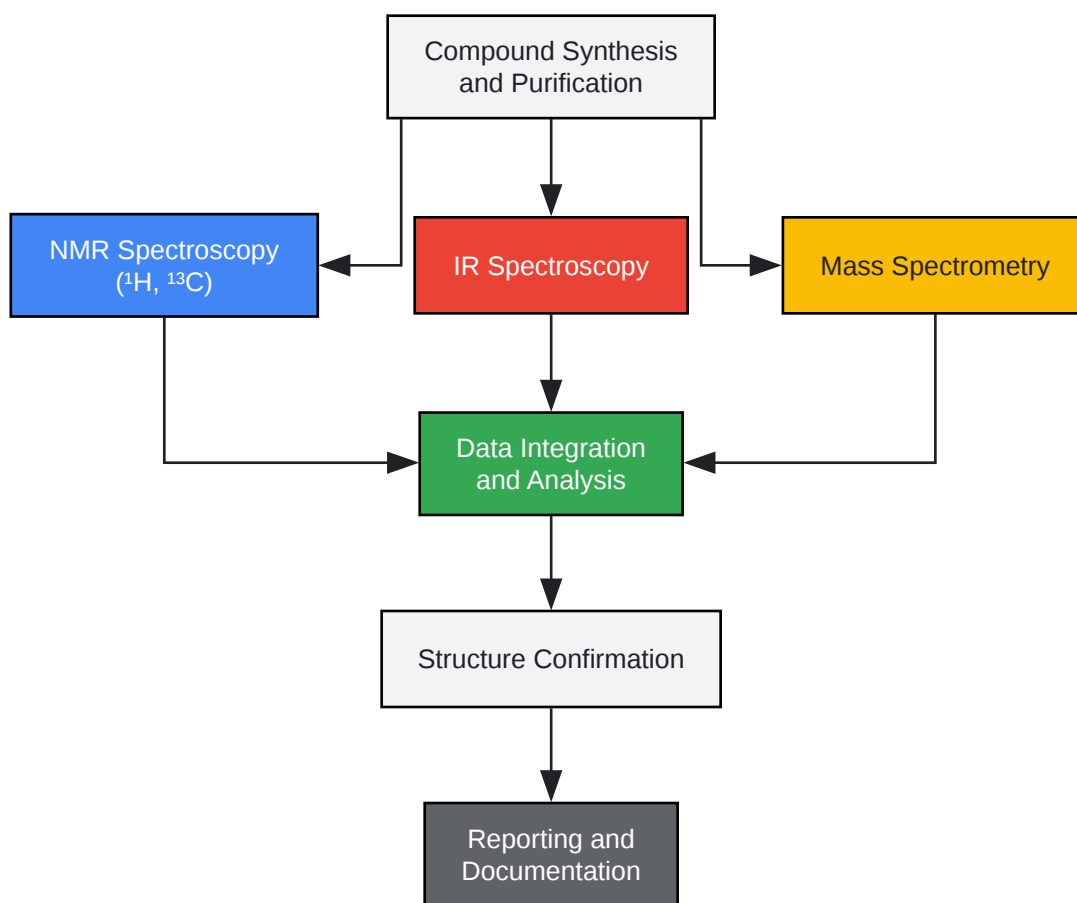 Compound Synthesis
and Purification
NMR Spectroscopy
(¹H, ¹³C)
IR Spectroscopy
Mass Spectrometry
Data Integration
and Analysis
Structure Confirmation
Reporting and
Documentation